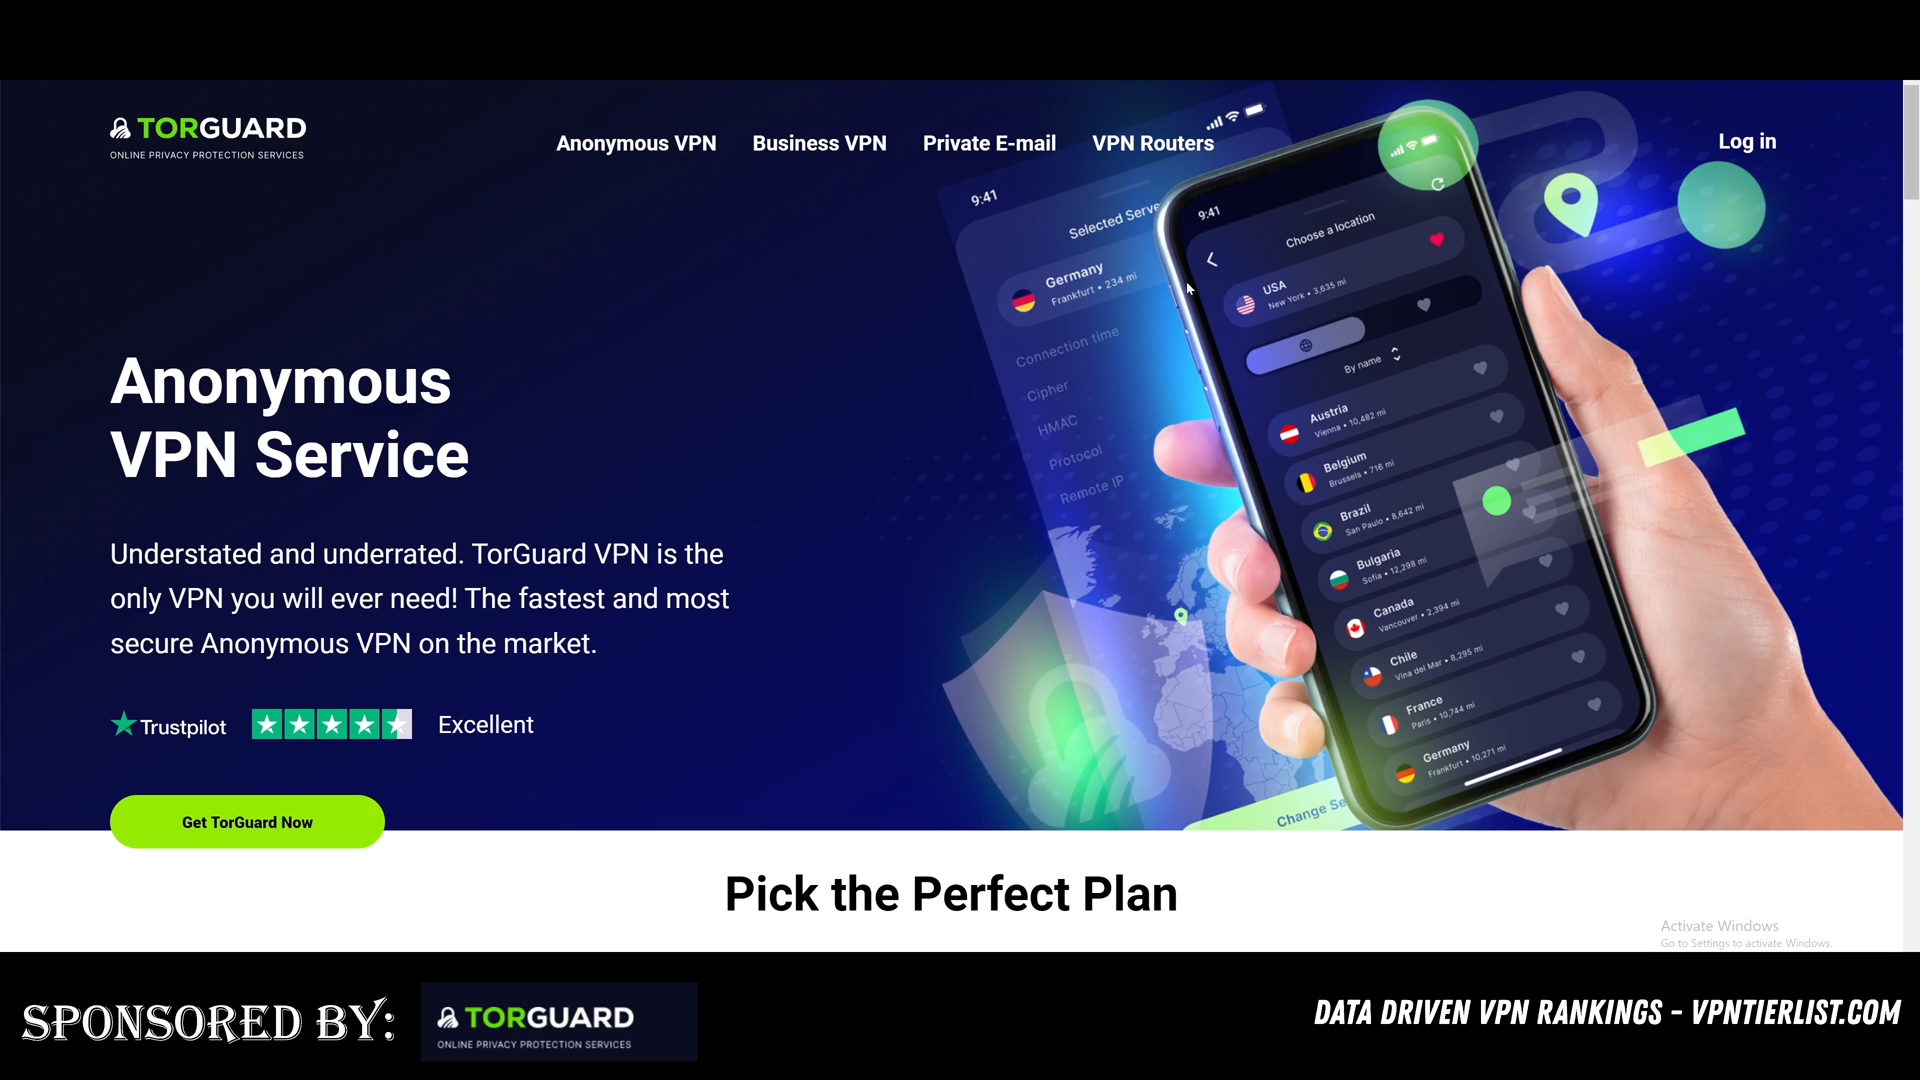 TORGUARD
ONLINE PRIVACY PROTECTION SERVICES
Anonymous VPN
Business VPN
Private E-mail
VPN Routers
Log in
9:41
Selected Serve
Germany
Frankfurt • 234 mi
Connection time
Cipher
HMAC
Protocol
Remote IP
Change Se
9:41
Choose a location
USA
New York • 3,635 mi
By name
Austria
Vienna • 10,482 mi
Belgium
Brussels • 716 mi
Brazil
San Paulo • 8,642 mi
Bulgaria
Sofia • 12,298 mi
Canada
Vancouver • 2,394 mi
Chile
Vina del Mar • 8,295 mi
France
Paris • 10,744 mi
Germany
Frankfurt • 10,271 mi
Anonymous
VPN Service
Understated and underrated. TorGuard VPN is the
only VPN you will ever need! The fastest and most
secure Anonymous VPN on the market.
Trustpilot
Excellent
Get TorGuard Now
Pick the Perfect Plan
Activate Windows
Go to Settings to activate Windows.
SPONSORED BY:
TORGUARD
ONLINE PRIVACY PROTECTION SERVICES
DATA DRIVEN VPN RANKINGS - VPNTIERLIST.COM